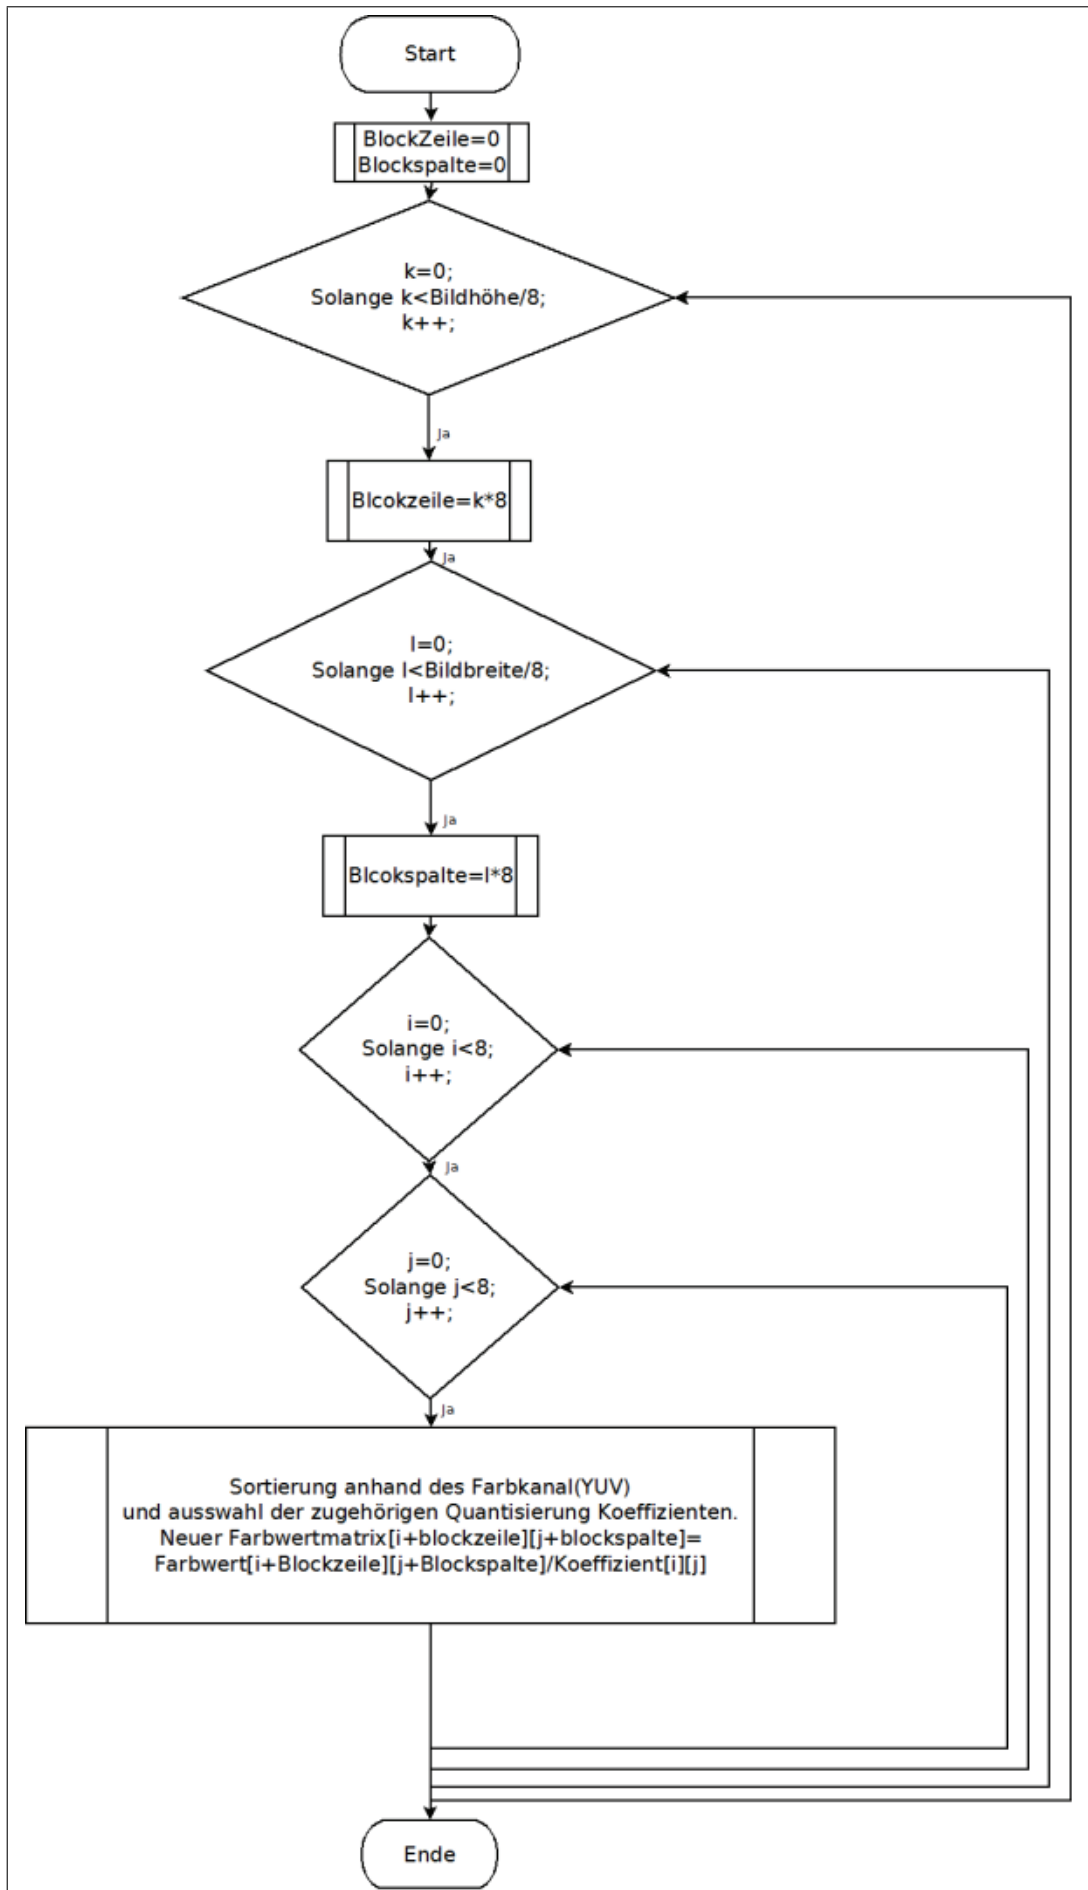 Start
BlockZeile=0
Blockspalte=0
k=0;
Solange k<Bildhöhe/8;
k++;
Ja
Blcokzeile=k*8
Ja
l=0;
Solange l<Bildbreite/8;
l++;
Ja
Blcokspalte=l*8
i=0;
Solange i<8;
i++;
Ja
j=0;
Solange j<8;
j++;
Ja
Sortierung anhand des Farbkanal(YUV)
und ausswahl der zugehörigen Quantisierung Koeffizienten.
Neuer Farbwertmatrix[i+blockzeile][j+blockspalte]=
Farbwert[i+Blockzeile][j+Blockspalte]/Koeffizient[i][j]
Ende